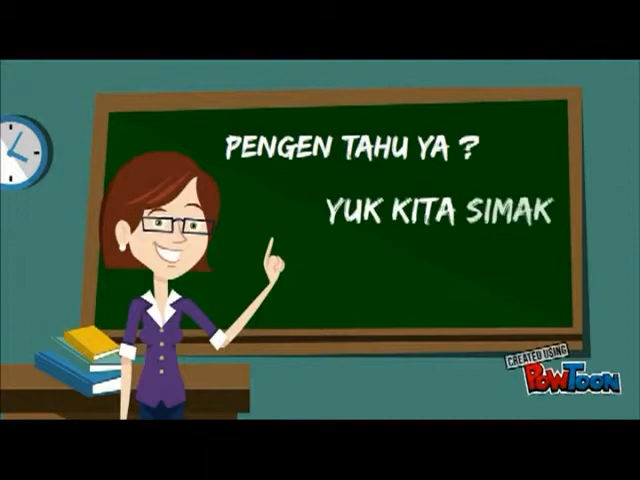 PENGEN TAHU YA ?
YUK KITA SIMAK
CREATED USING
POWTOON